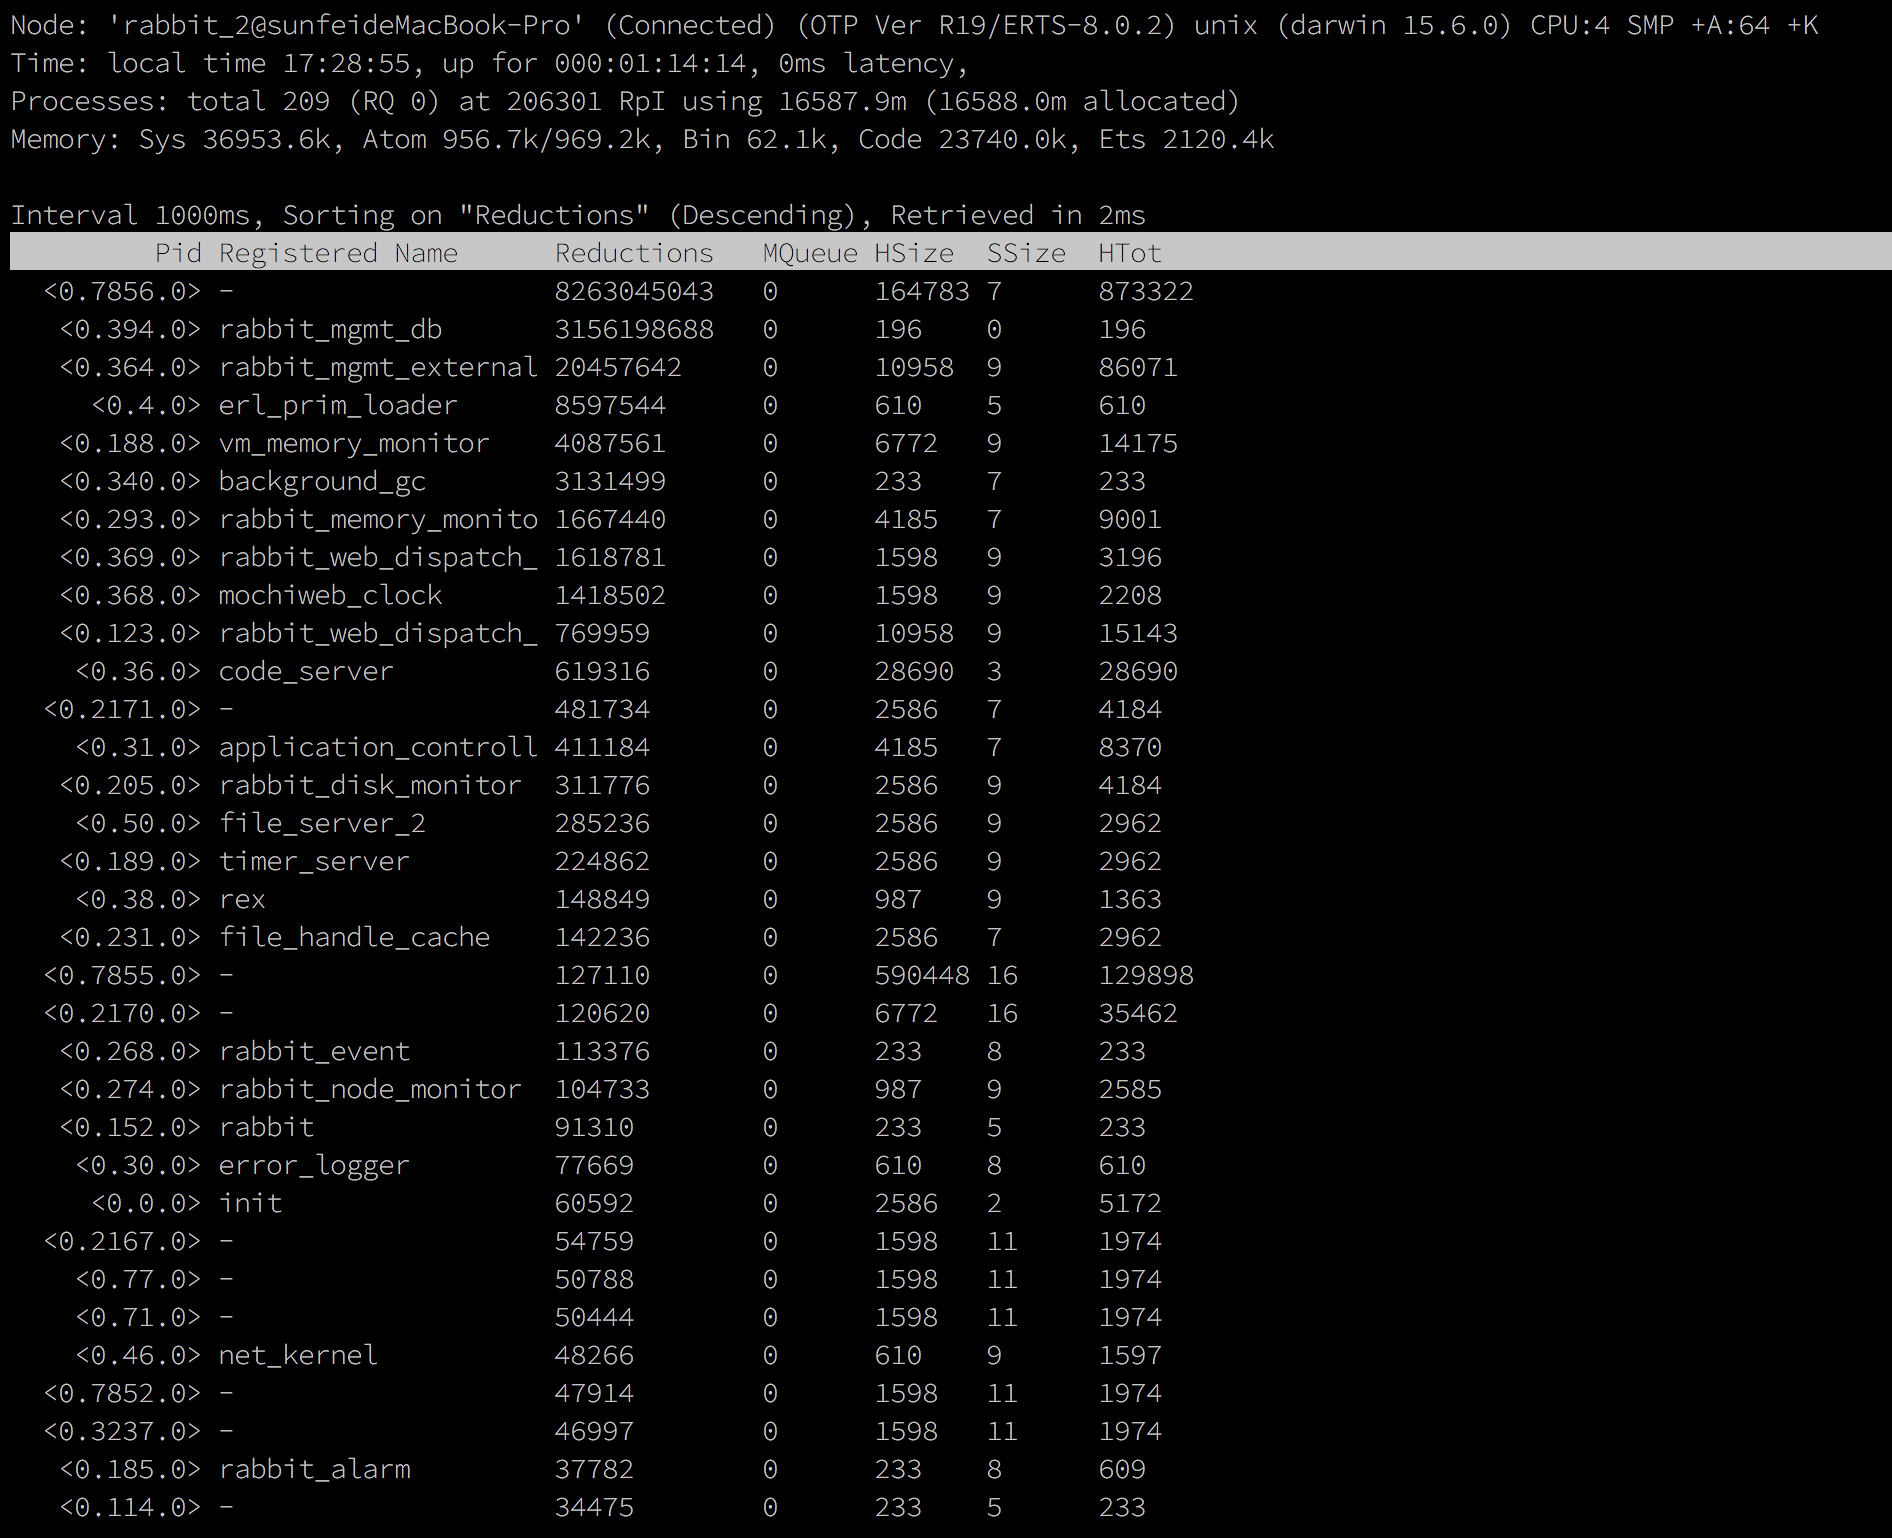 Node: 'rabbit_2@sunfeideMacBook-Pro' (Connected) (OTP Ver R19/ERTS-8.0.2) unix (darwin 15.6.0) CPU:4 SMP +A:64 +K
Time: local time 17:28:55, up for 000:01:14:14, 0ms latency,
Processes: total 209 (RQ 0) at 206301 RpI using 16587.9m (16588.0m allocated)
Memory: Sys 36953.6k, Atom 956.7k/969.2k, Bin 62.1k, Code 23740.0k, Ets 2120.4k
Interval 1000ms, Sorting on "Reductions" (Descending), Retrieved in 2ms
Pid Registered Name Reductions MQueue HSize SSize HTot
<0.7856.0> - 8263045043 0 164783 7 873322
<0.394.0> rabbit_mgmt_db 3156198688 0 196 0 196
<0.364.0> rabbit_mgmt_external 20457642 0 10958 9 86071
<0.4.0> erl_prim_loader 8597544 0 610 5 610
<0.188.0> vm_memory_monitor 4087561 0 6772 9 14175
<0.340.0> background_gc 3131499 0 233 7 233
<0.293.0> rabbit_memory_monito 1667440 0 4185 7 9001
<0.369.0> rabbit_web_dispatch_ 1618781 0 1598 9 3196
<0.368.0> mochiweb_clock 1418502 0 1598 9 2208
<0.123.0> rabbit_web_dispatch_ 769959 0 10958 9 15143
<0.36.0> code_server 619316 0 28690 3 28690
<0.2171.0> - 481734 0 2586 7 4184
<0.31.0> application_controll 411184 0 4185 7 8370
<0.205.0> rabbit_disk_monitor 311776 0 2586 9 4184
<0.50.0> file_server_2 285236 0 2586 9 2962
<0.189.0> timer_server 224862 0 2586 9 2962
<0.38.0> rex 148849 0 987 9 1363
<0.231.0> file_handle_cache 142236 0 2586 7 2962
<0.7855.0> - 127110 0 590448 16 129898
<0.2170.0> - 120620 0 6772 16 35462
<0.268.0> rabbit_event 113376 0 233 8 233
<0.274.0> rabbit_node_monitor 104733 0 987 9 2585
<0.152.0> rabbit 91310 0 233 5 233
<0.30.0> error_logger 77669 0 610 8 610
<0.0.0> init 60592 0 2586 2 5172
<0.2167.0> - 54759 0 1598 11 1974
<0.77.0> - 50788 0 1598 11 1974
<0.71.0> - 50444 0 1598 11 1974
<0.46.0> net_kernel 48266 0 610 9 1597
<0.7852.0> - 47914 0 1598 11 1974
<0.3237.0> - 46997 0 1598 11 1974
<0.185.0> rabbit_alarm 37782 0 233 8 609
<0.114.0> - 34475 0 233 5 233